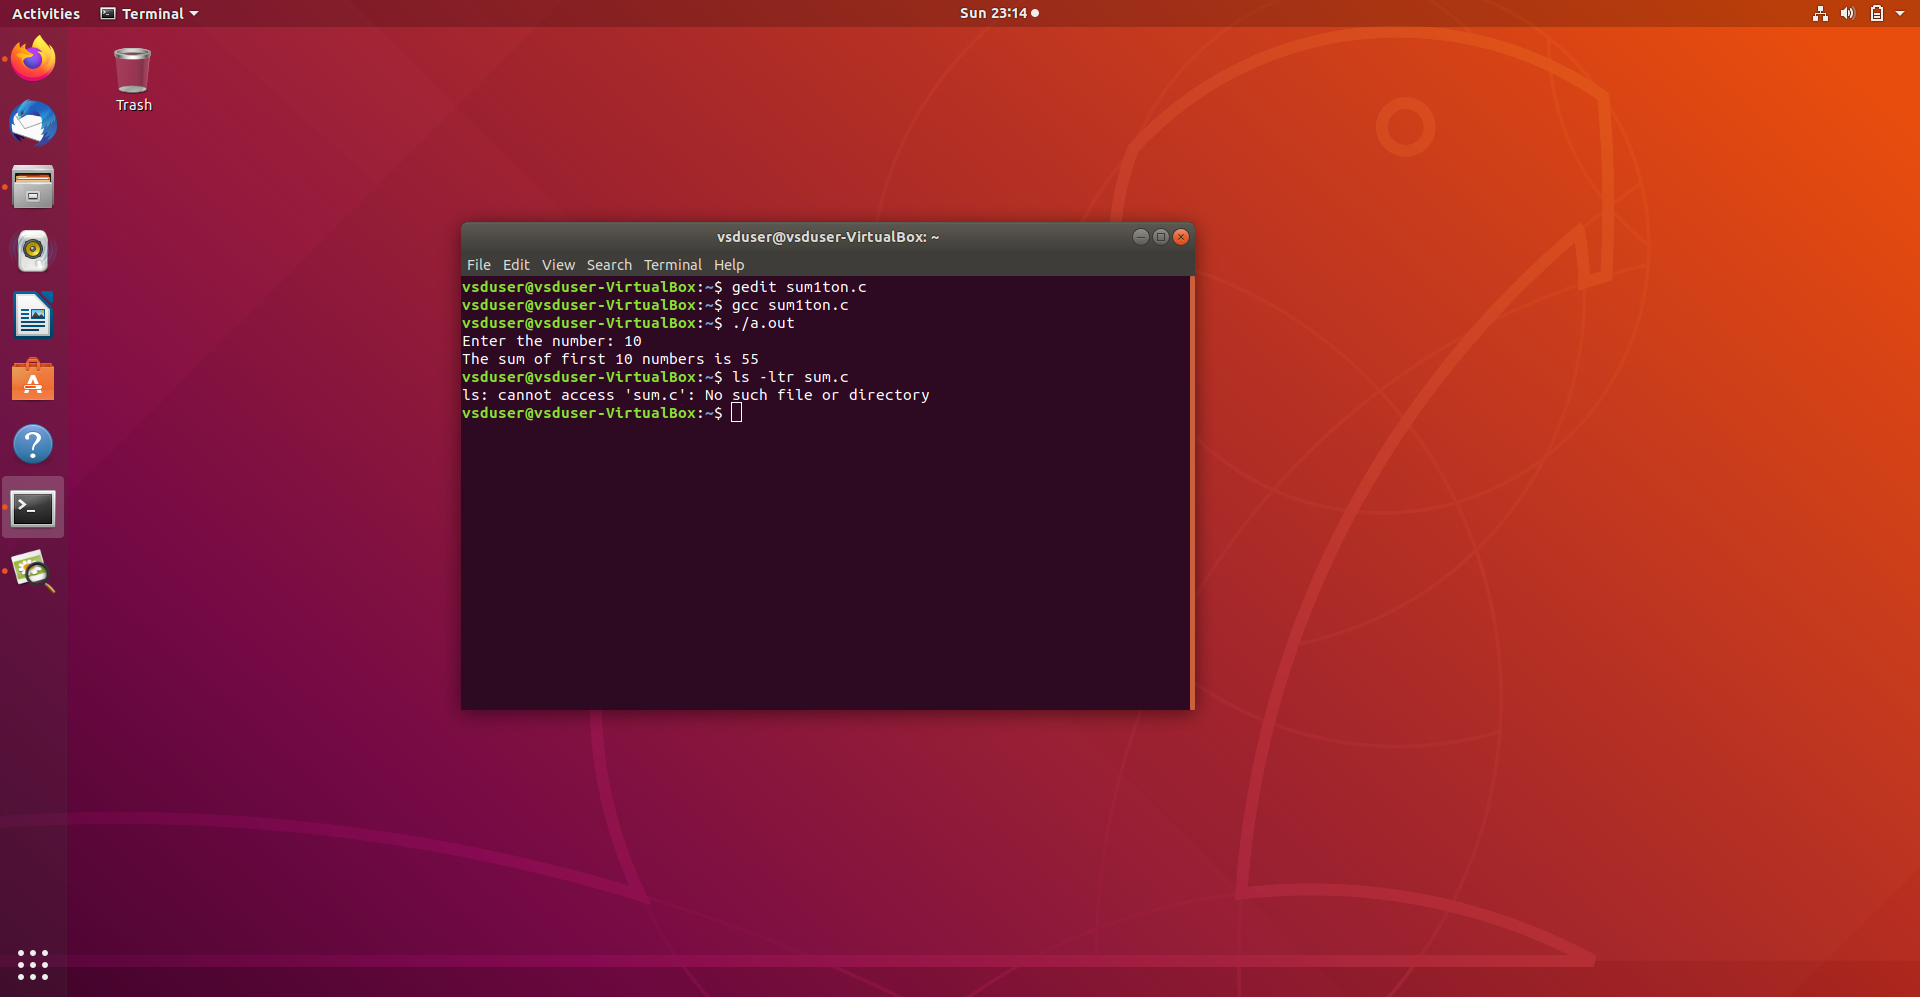 Activities
Terminal
Sun 23:14
Trash
vsduser@vsduser-VirtualBox: ~
File Edit View Search Terminal Help
vsduser@vsduser-VirtualBox:~$ gedit sum1ton.c
vsduser@vsduser-VirtualBox:~$ gcc sum1ton.c
vsduser@vsduser-VirtualBox:~$ ./a.out
Enter the number: 10
The sum of first 10 numbers is 55
vsduser@vsduser-VirtualBox:~$ ls -ltr sum.c
ls: cannot access 'sum.c': No such file or directory
vsduser@vsduser-VirtualBox:~$